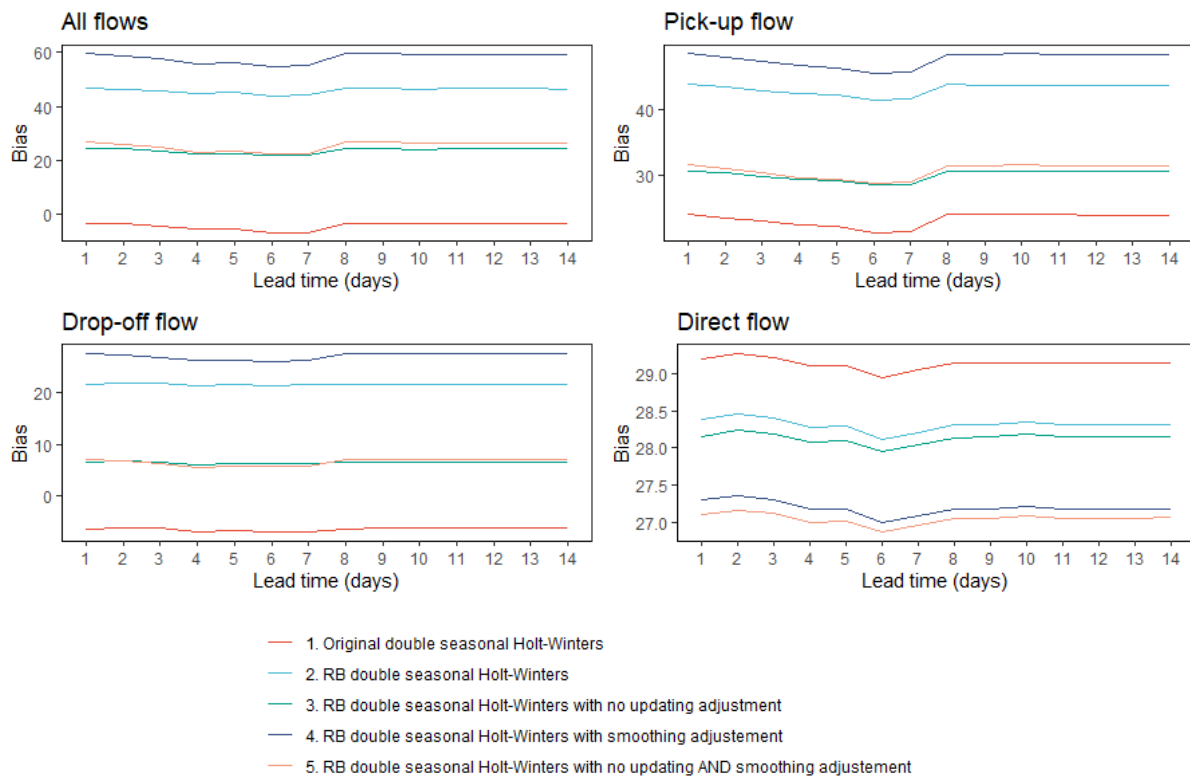 All flows
60
40
20
0
Bias
1 2 3 4 5 6 7 8 9 10 11 12 13 14
Lead time (days)
Pick-up flow
40
30
Bias
1 2 3 4 5 6 7 8 9 10 11 12 13 14
Lead time (days)
Drop-off flow
20
10
0
Bias
1 2 3 4 5 6 7 8 9 10 11 12 13 14
Lead time (days)
Direct flow
29.0
28.5
28.0
27.5
27.0
Bias
1 2 3 4 5 6 7 8 9 10 11 12 13 14
Lead time (days)
1. Original double seasonal Holt-Winters
2. RB double seasonal Holt-Winters
3. RB double seasonal Holt-Winters with no updating adjustment
4. RB double seasonal Holt-Winters with smoothing adjustement
5. RB double seasonal Holt-Winters with no updating AND smoothing adjustement